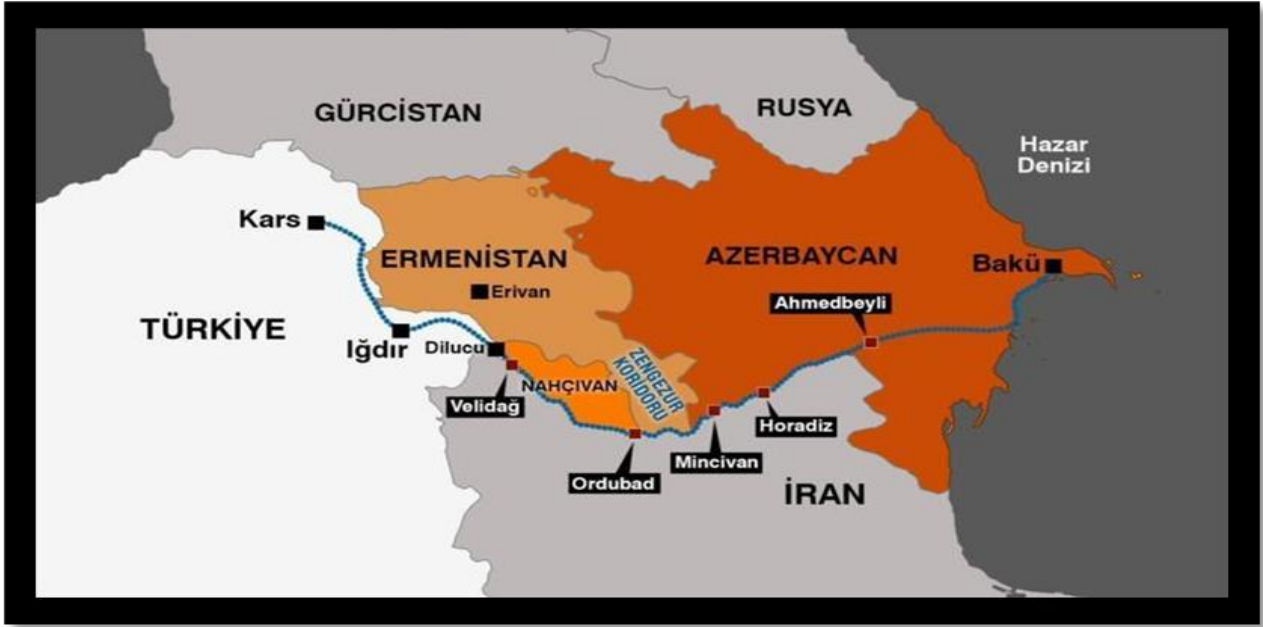 GÜRCİSTAN
RUSYA
Hazar
Denizi
Kars
ERMENİSTAN
AZERBAYCAN
Bakü
Erivan
Ahmedbeyli
TÜRKİYE
Iğdır
Dilucu
NAHÇIVAN
ZENGEZUR
KORİDORU
Velidağ
Horadiz
Mincivan
Ordubad
İRAN